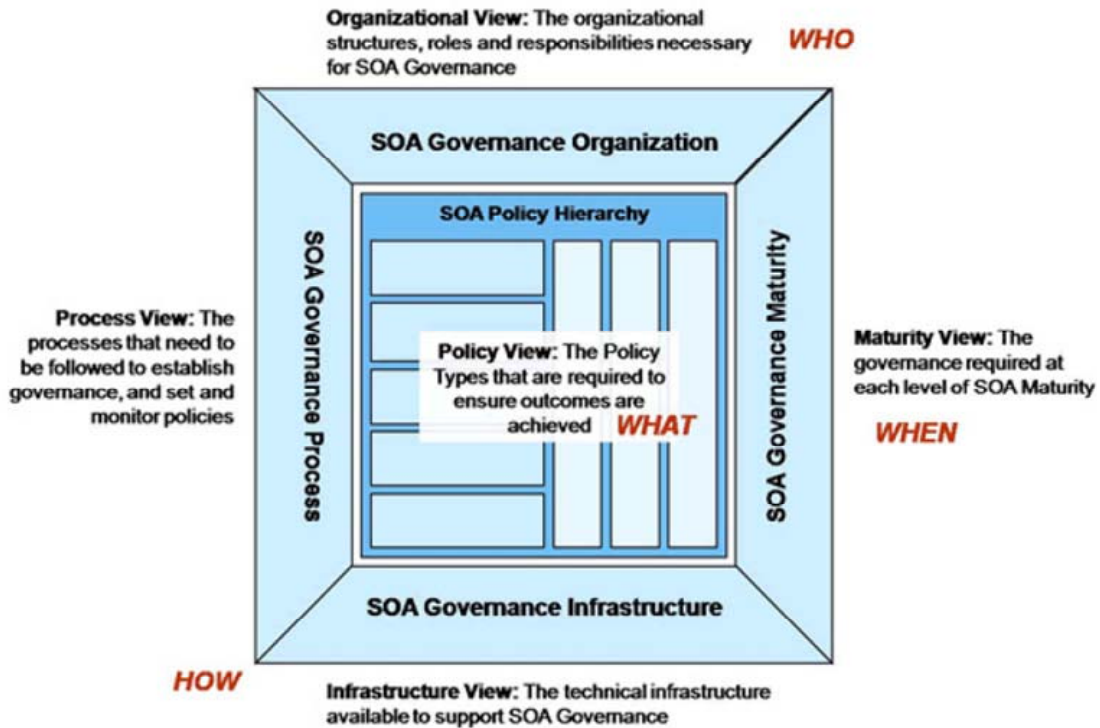 Organizational View: The organizational
structures, roles and responsibilities necessary
for SOA Governance
WHO
SOA Governance Organization
SOA Policy Hierarchy
SOA Governance Process
Process View: The
processes that need to
be followed to establish
governance, and set and
monitor policies
Policy View: The Policy
Types that are required to
ensure outcomes are
achieved WHAT
SOA Governance Maturity
Maturity View: The
governance required at
each level of SOA Maturity
WHEN
SOA Governance Infrastructure
HOW
Infrastructure View: The technical infrastructure
available to support SOA Governance